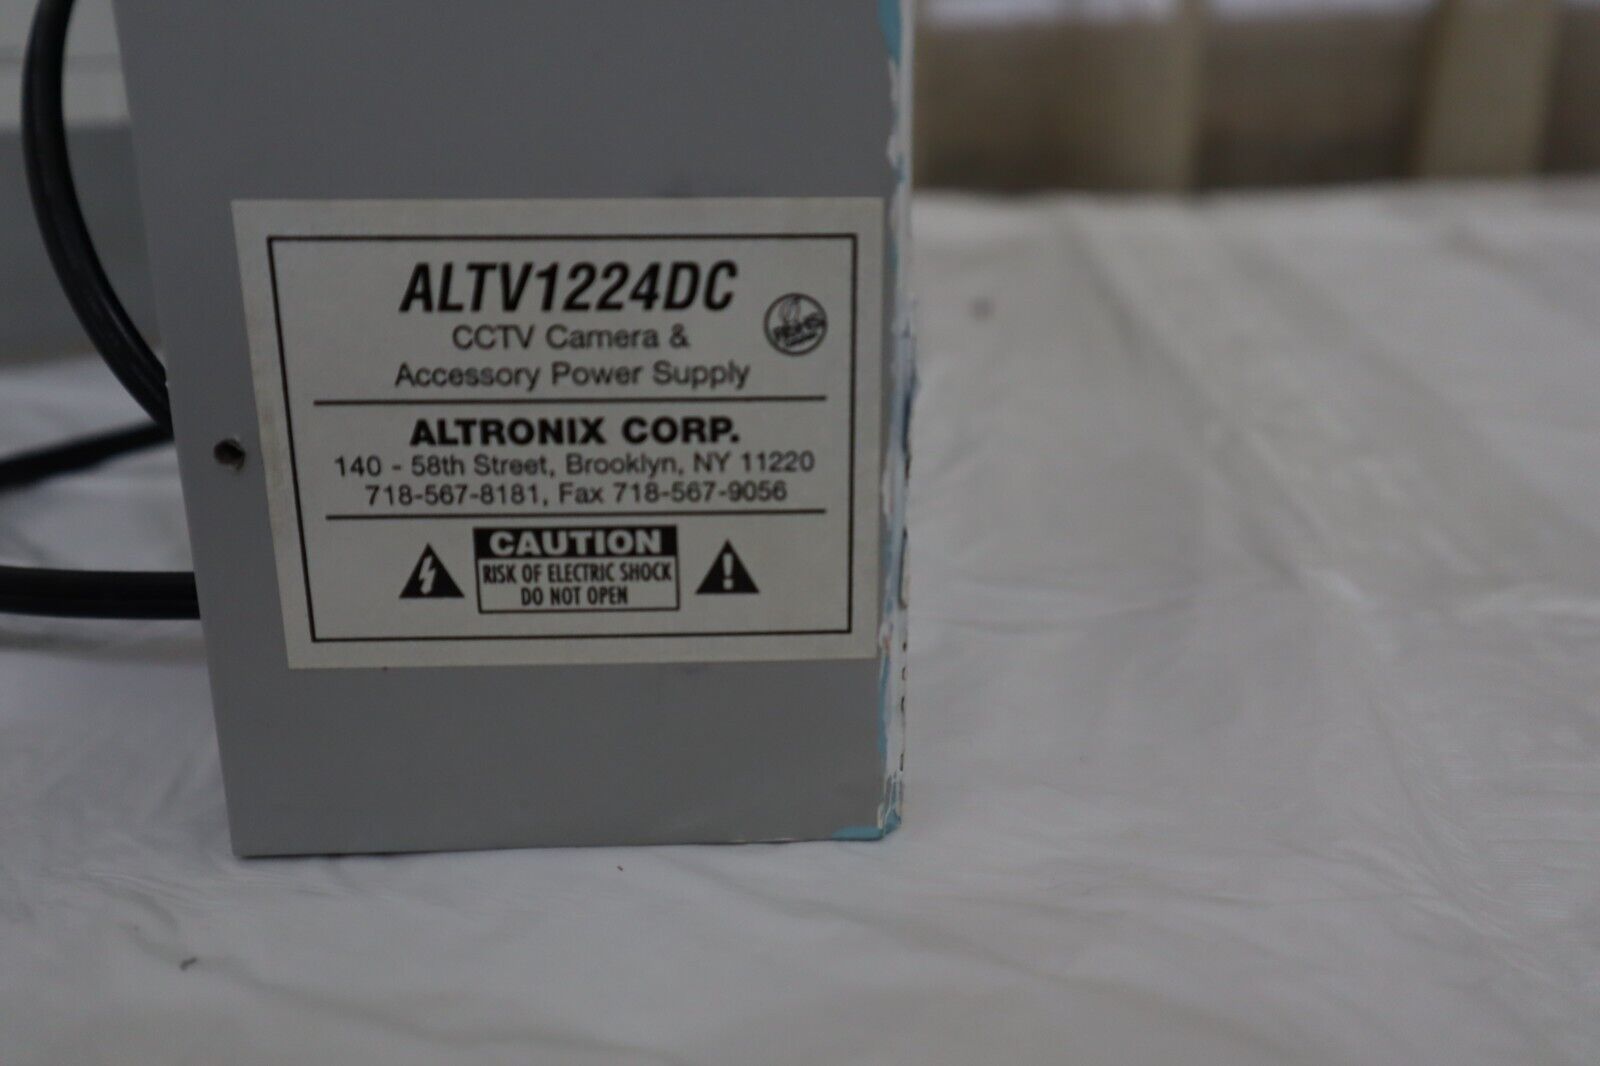 ALTV1224DC
CCTV Camera &
Accessory Power Supply
RoHS
ALTRONIX CORP.
140 - 58th Street, Brooklyn, NY 11220
718-567-8181, Fax 718-567-9056
CAUTION
RISK OF ELECTRIC SHOCK
DO NOT OPEN